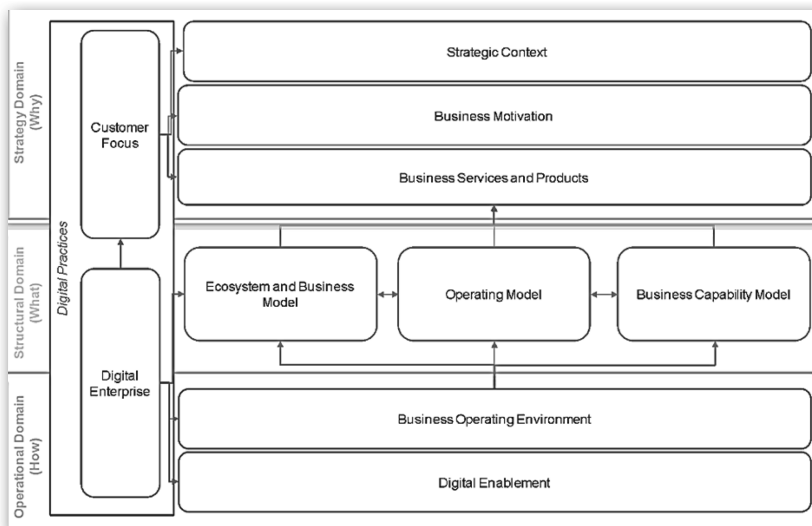 Strategy Domain
(Why)
Customer
Focus
Strategic Context
Business Motivation
Business Services and Products
Digital Practices
Structural Domain
(What)
Ecosystem and Business
Model
Operating Model
Business Capability Model
Digital
Enterprise
Operational Domain
(How)
Business Operating Environment
Digital Enablement